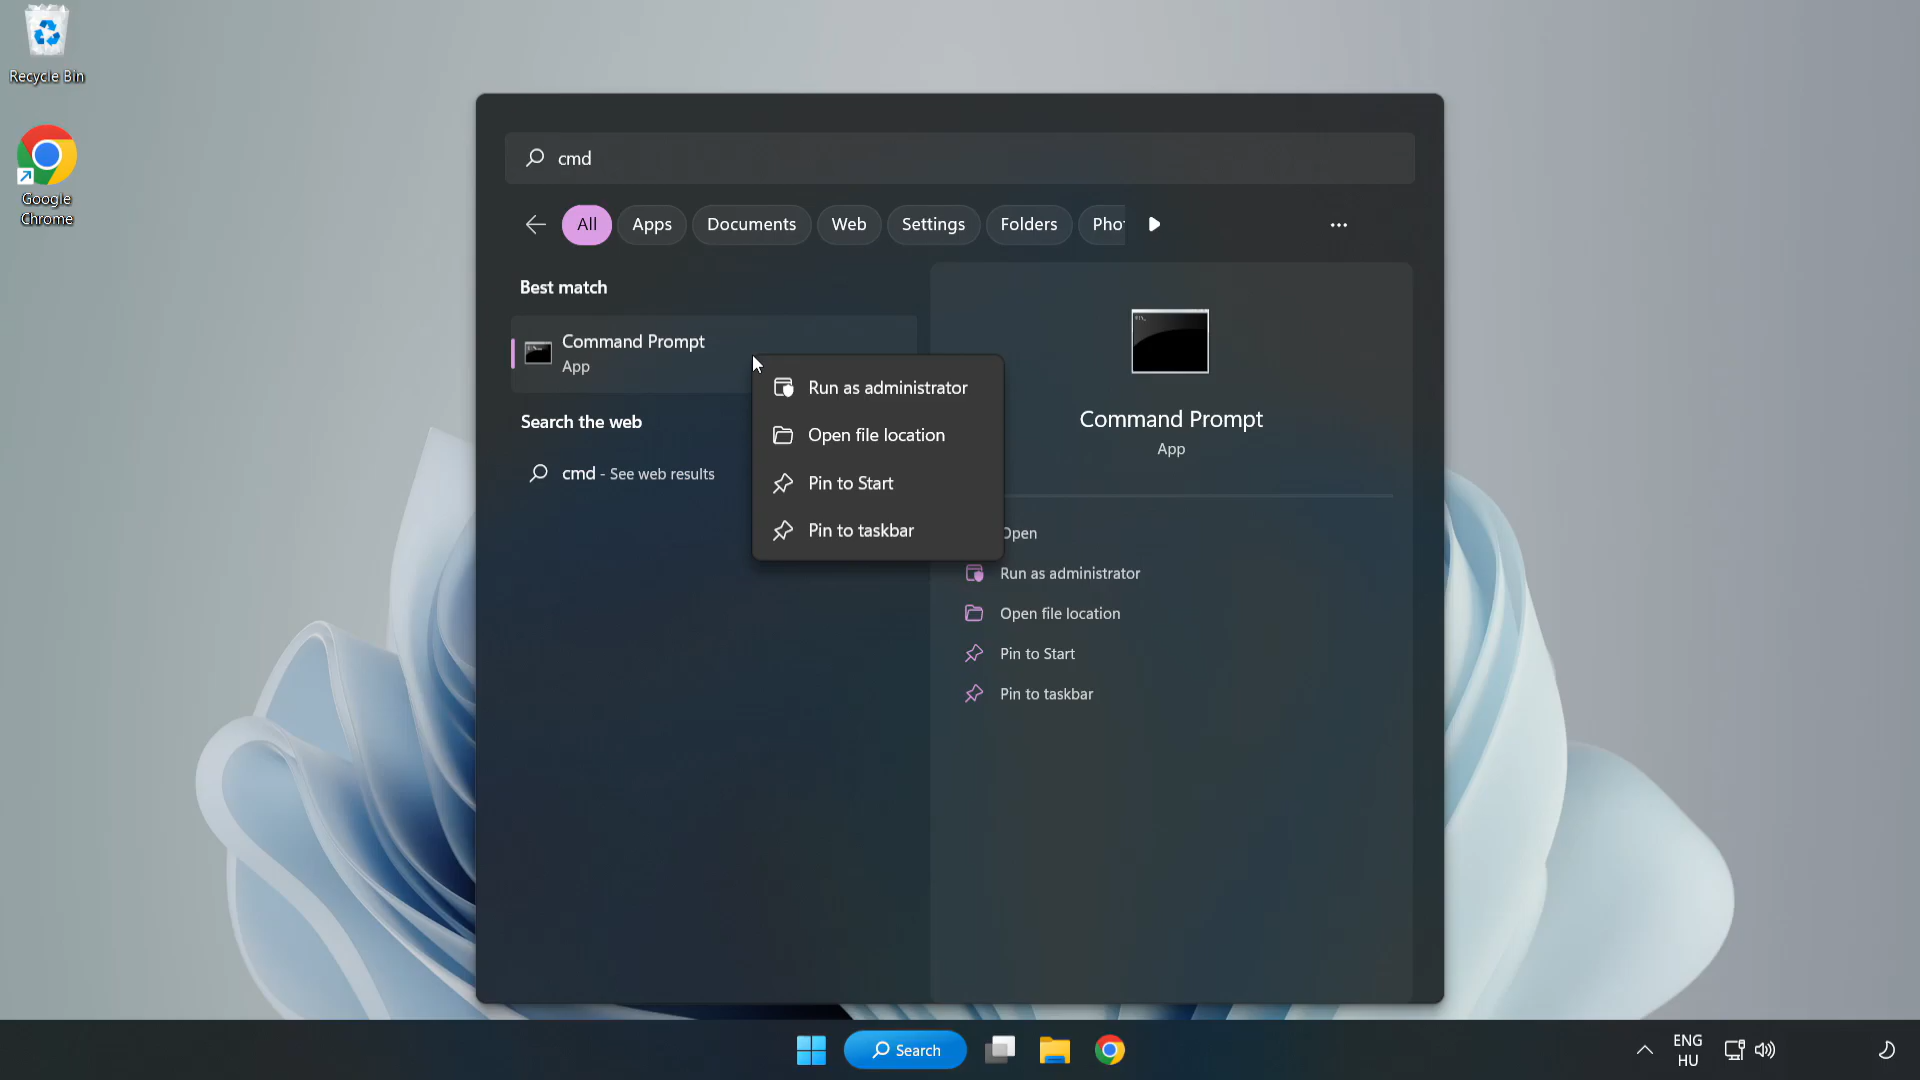 Recycle Bin
Google
Chrome
cmd
All
Apps
Documents
Web
Settings
Folders
Pho
Best match
Command Prompt
App
Search the web
cmd - See web results
Run as administrator
Open file location
Pin to Start
Pin to taskbar
Command Prompt
App
Open
Run as administrator
Open file location
Pin to Start
Pin to taskbar
Search
ENG
HU